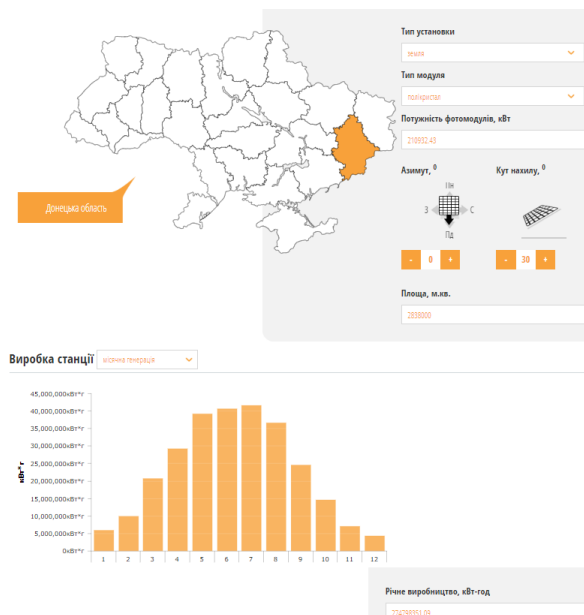 Тип установки
земля
Тип модуля
полікристал
Потужність фотомодулів, кВт
210932.43
Азимут, 0
Кут нахилу, 0
Пн
З
С
Пд
- 0 +
- 30 +
Площа, м.кв.
2838000
Донецька область
Виробка станції
місячна генерація
45,000,000кВт*г
40,000,000кВт*г
35,000,000кВт*г
30,000,000кВт*г
25,000,000кВт*г
20,000,000кВт*г
15,000,000кВт*г
10,000,000кВт*г
5,000,000кВт*г
0кВт*г
кВт*г
1 2 3 4 5 6 7 8 9 10 11 12
Річне виробництво, кВт-год